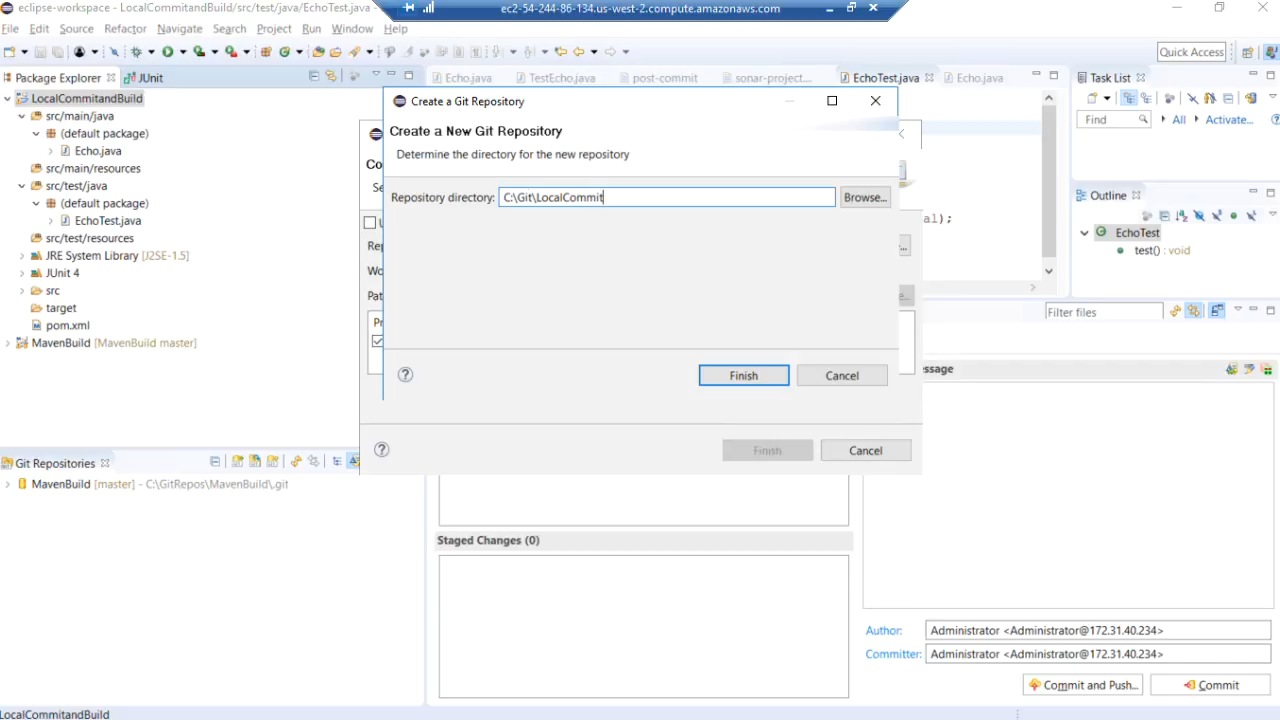 eclipse-workspace - LocalCommitandBuild/src/test/java/EchoTest.java -
ec2-54-244-86-134.us-west-2.compute.amazonaws.com
File Edit Source Refactor Navigate Search Project Run Window Help
Quick Access
Package Explorer JUnit
Echo.java TestEcho.java post-commit sonar-project... EchoTest.java Echo.java
Task List
LocalCommitandBuild
src/main/java
(default package)
Echo.java
src/main/resources
src/test/java
(default package)
EchoTest.java
src/test/resources
JRE System Library [J2SE-1.5]
JUnit 4
src
target
pom.xml
MavenBuild [MavenBuild master]
Create a Git Repository
Create a New Git Repository
Determine the directory for the new repository
Repository directory: C:\Git\LocalCommit Browse...
Finish Cancel
Co
Se
Rep
Wo
Pat
Finish Cancel
al);
Find All Activate...
Outline
EchoTest
test() : void
Filter files
Git Repositories
MavenBuild [master] - C:\GitRepos\MavenBuild\.git
Staged Changes (0)
ssage
Author: Administrator <Administrator@172.31.40.234>
Committer: Administrator <Administrator@172.31.40.234>
Commit and Push... Commit
LocalCommitandBuild